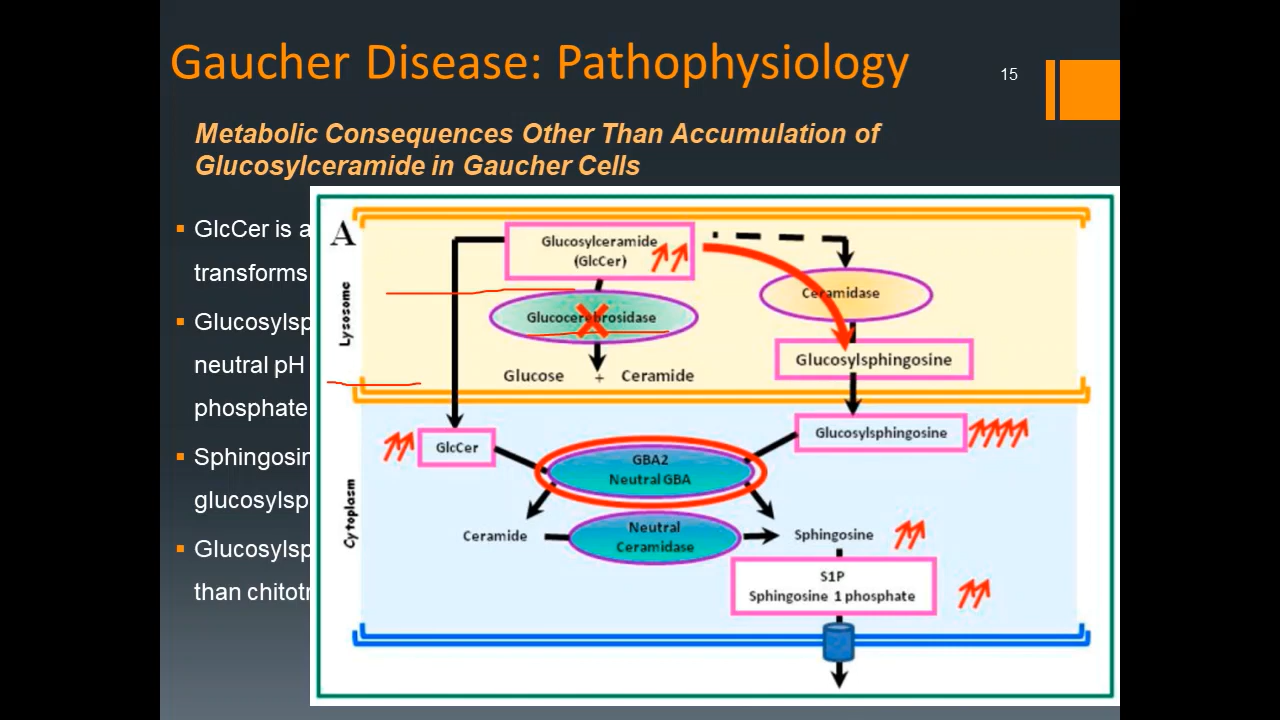 Gaucher Disease: Pathophysiology
15
Metabolic Consequences Other Than Accumulation of
Glucosylceramide in Gaucher Cells
GlcCer is a
transforms
Glucosylsp
neutral pH
phosphate
Sphingosin
glucosylsp
Glucosylsp
than chitotr
A
Lysosome
Glucosylceramide
(GlcCer)
Glucocerebrosidase
Glucose + Ceramide
Ceramidase
Glucosylsphingosine
Cytoplasm
GlcCer
Glucosylsphingosine
GBA2
Neutral GBA
Ceramide
Neutral
Ceramidase
Sphingosine
S1P
Sphingosine 1 phosphate